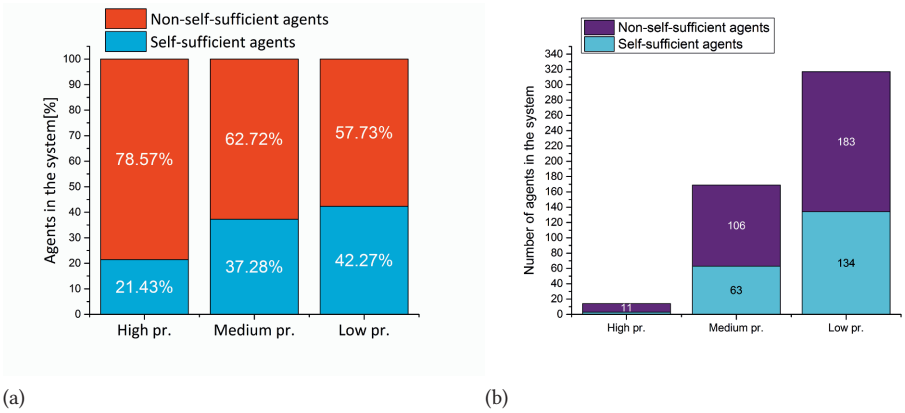 Non-self-sufficient agents
Self-sufficient agents
Agents in the system[%]
100
90
80
70
60
50
40
30
20
10
0
78.57%
62.72%
57.73%
21.43%
37.28%
42.27%
High pr.
Medium pr.
Low pr.
(a)
Non-self-sufficient agents
Self-sufficient agents
Number of agents in the system
340
320
300
280
260
240
220
200
180
160
140
120
100
80
60
40
20
0
11
106
63
183
134
High pr.
Medium pr.
Low pr.
(b)